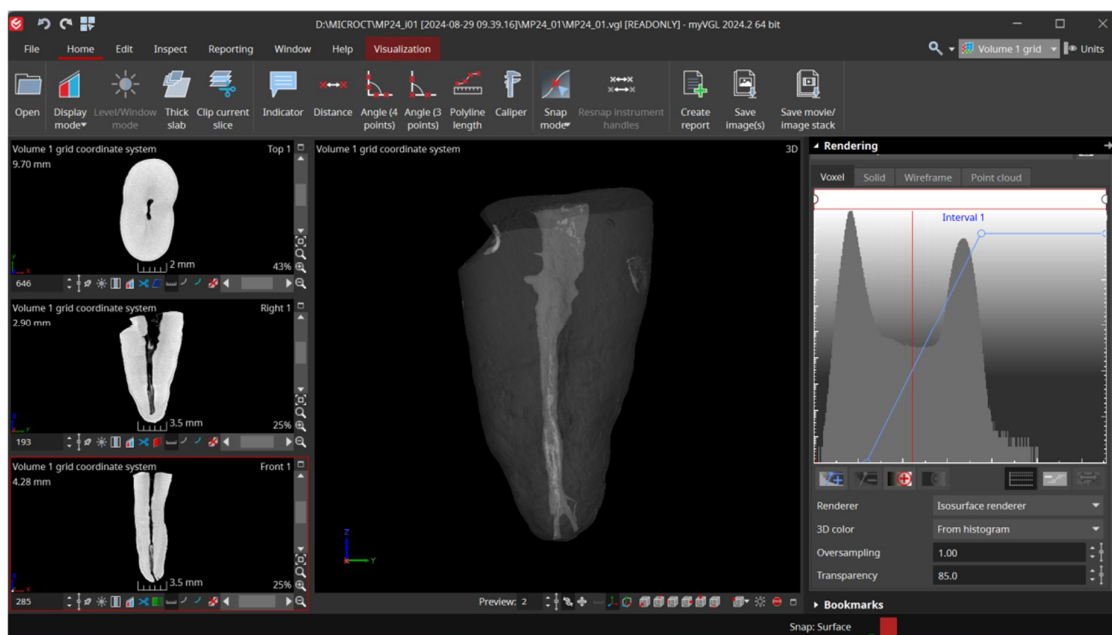 D:\MICROCT\MP24_i01 [2024-08-29 09.39.16]\MP24_01\MP24_01.vgl [READONLY] - myVGL 2024.2 64 bit
File Home Edit Inspect Reporting Window Help Visualization Volume 1 grid Units
Open Display mode Level/Window mode Thick slab Clip current slice Indicator Distance Angle (4 points) Angle (3 points) Polyline length Caliper Snap mode Resnap instrument handles Create report Save image(s) Save movie/ image stack
Volume 1 grid coordinate system Top 1
9.70 mm
2 mm 43%
646
Volume 1 grid coordinate system Right 1
2.90 mm
3.5 mm 25%
193
Volume 1 grid coordinate system Front 1
4.28 mm
3.5 mm 25%
285
Volume 1 grid coordinate system 3D
Z
Y
Preview: 2
Rendering
Voxel Solid Wireframe Point cloud
Interval 1
Renderer Isosurface renderer
3D color From histogram
Oversampling 1.00
Transparency 85.0
Bookmarks
Snap: Surface